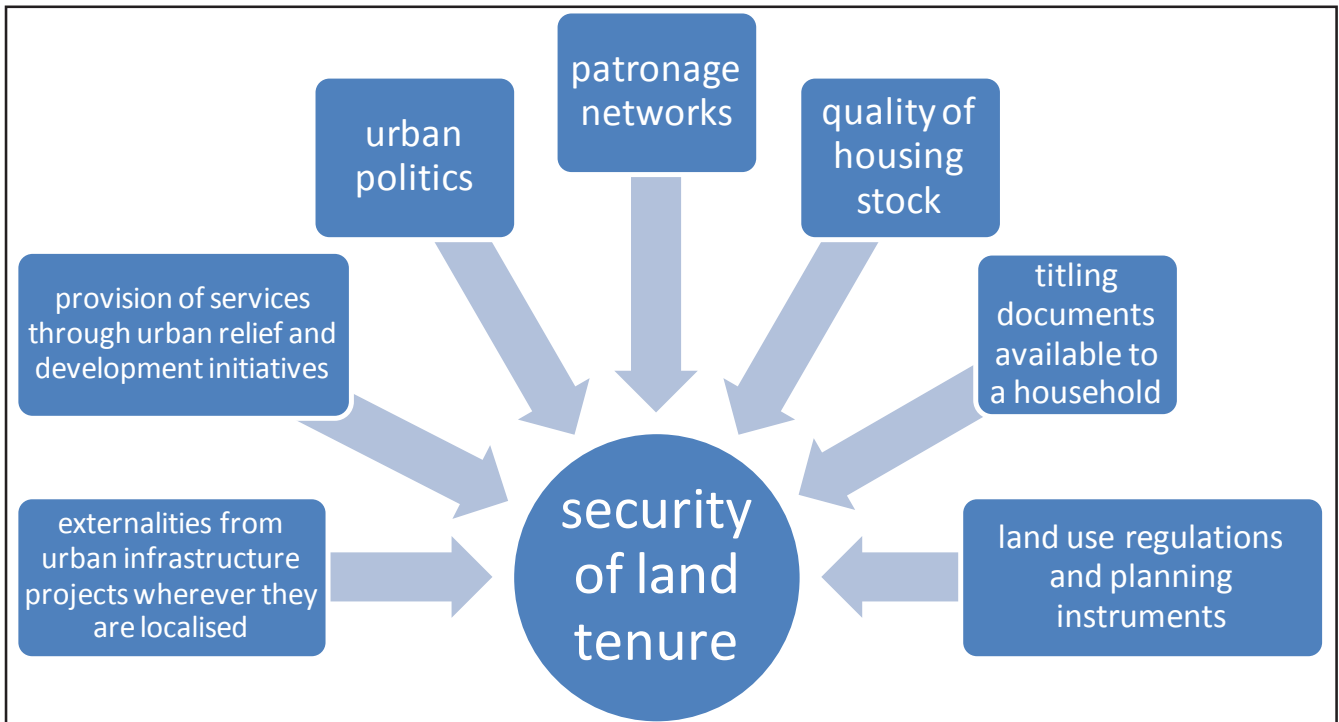 patronage
networks
urban
politics
quality of
housing
stock
provision of services
through urban relief and
development initiatives
titling
documents
available to
a household
externalities from
urban infrastructure
projects wherever they
are localised
security
of land
tenure
land use regulations
and planning
instruments